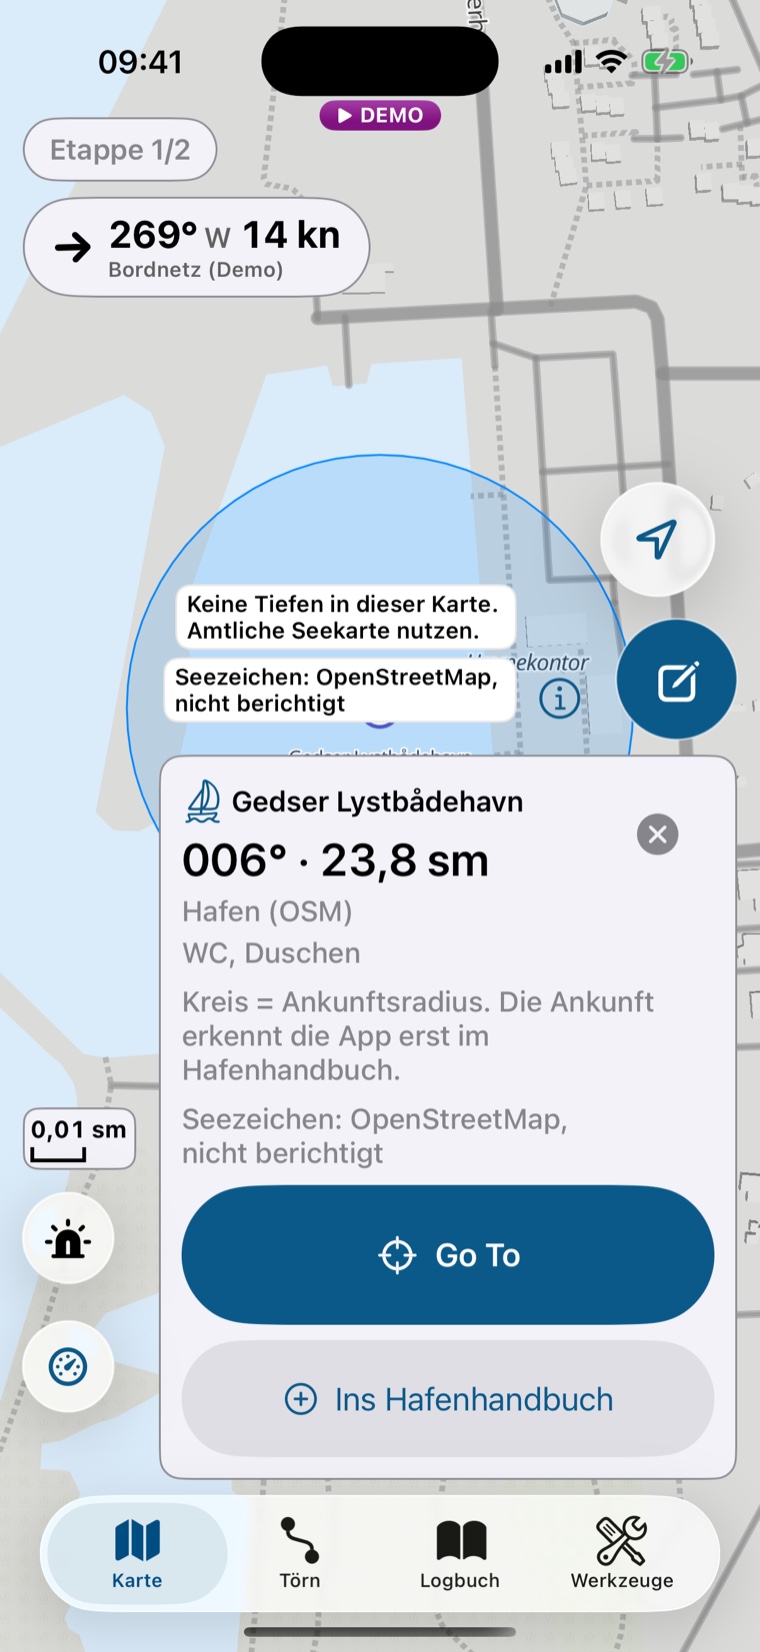 09:41
DEMO
Etappe 1/2
269° W 14 kn
Bordnetz (Demo)
Keine Tiefen in dieser Karte.
Amtliche Seekarte nutzen.
Seezeichen: OpenStreetMap,
nicht berichtigt
Gedser Lystbådehavn
006° · 23,8 sm
Hafen (OSM)
WC, Duschen
Kreis = Ankunftsradius. Die Ankunft
erkennt die App erst im
Hafenhandbuch.
Seezeichen: OpenStreetMap,
nicht berichtigt
0,01 sm
Go To
Ins Hafenhandbuch
Karte
Törn
Logbuch
Werkzeuge